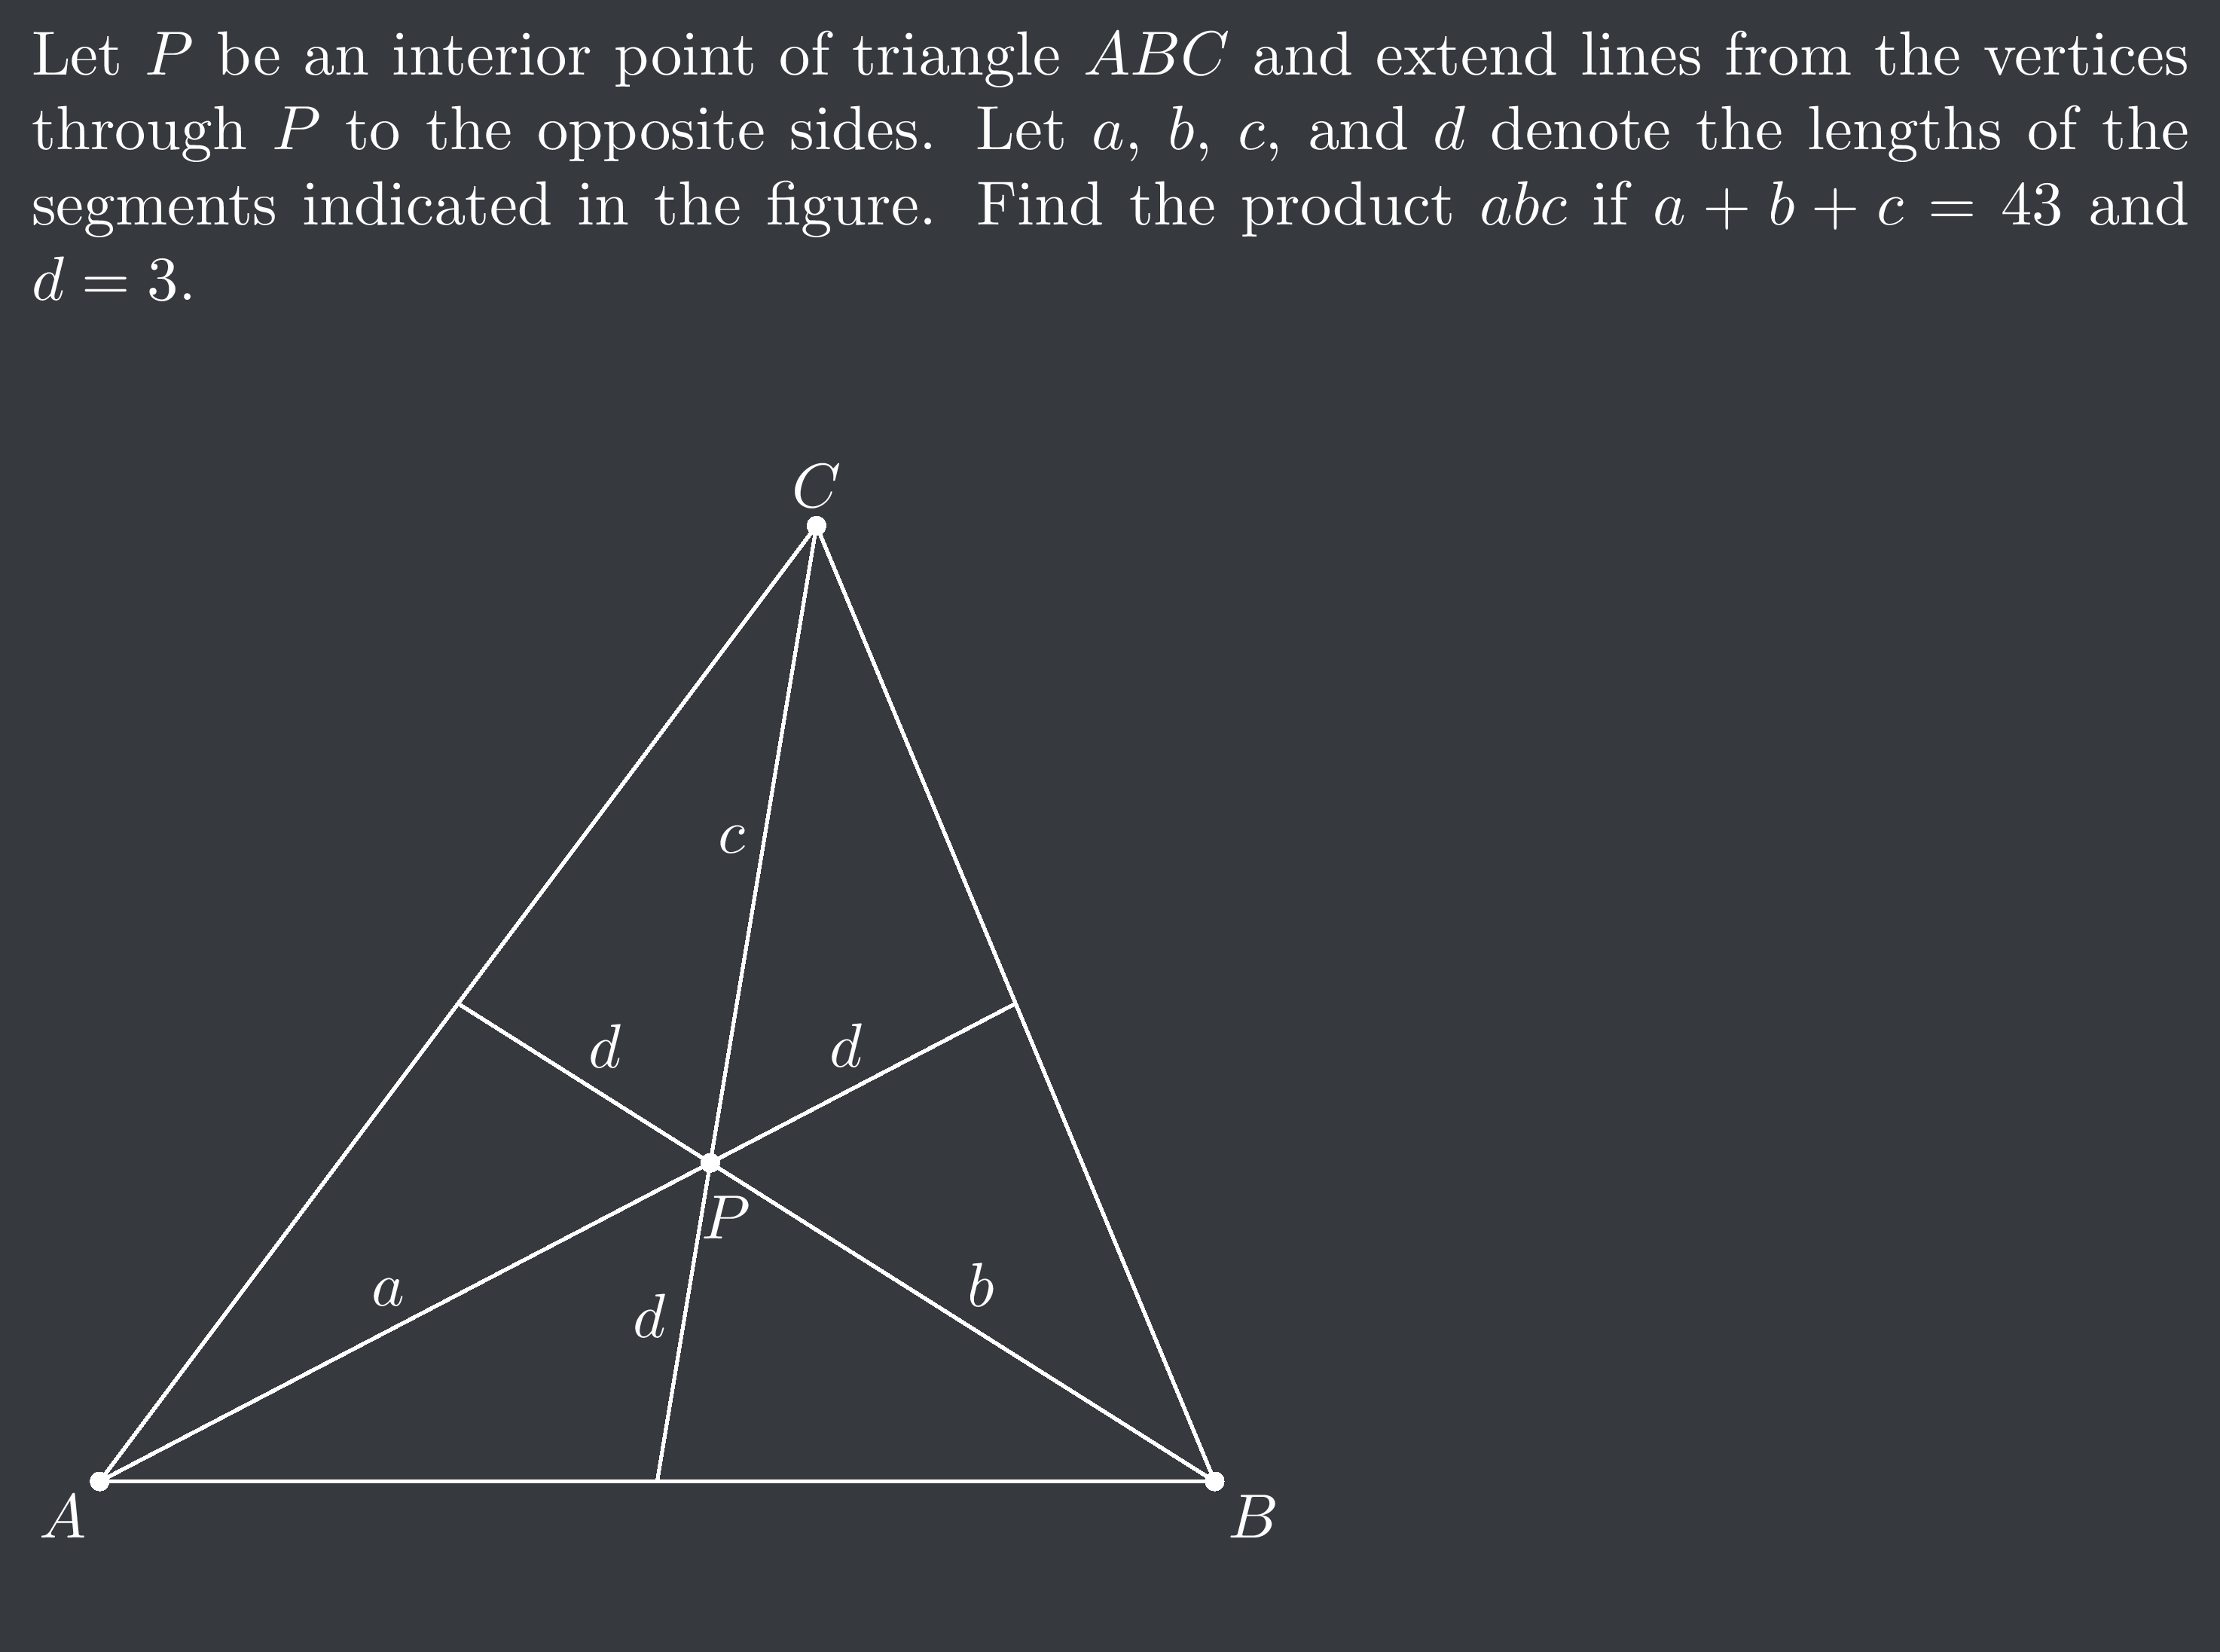 Let P be an interior point of triangle ABC and extend lines from the vertices
through P to the opposite sides. Let a, b, c, and d denote the lengths of the
segments indicated in the figure. Find the product abc if a + b + c = 43 and
d = 3.
C
c
d
d
P
a
b
d
A
B